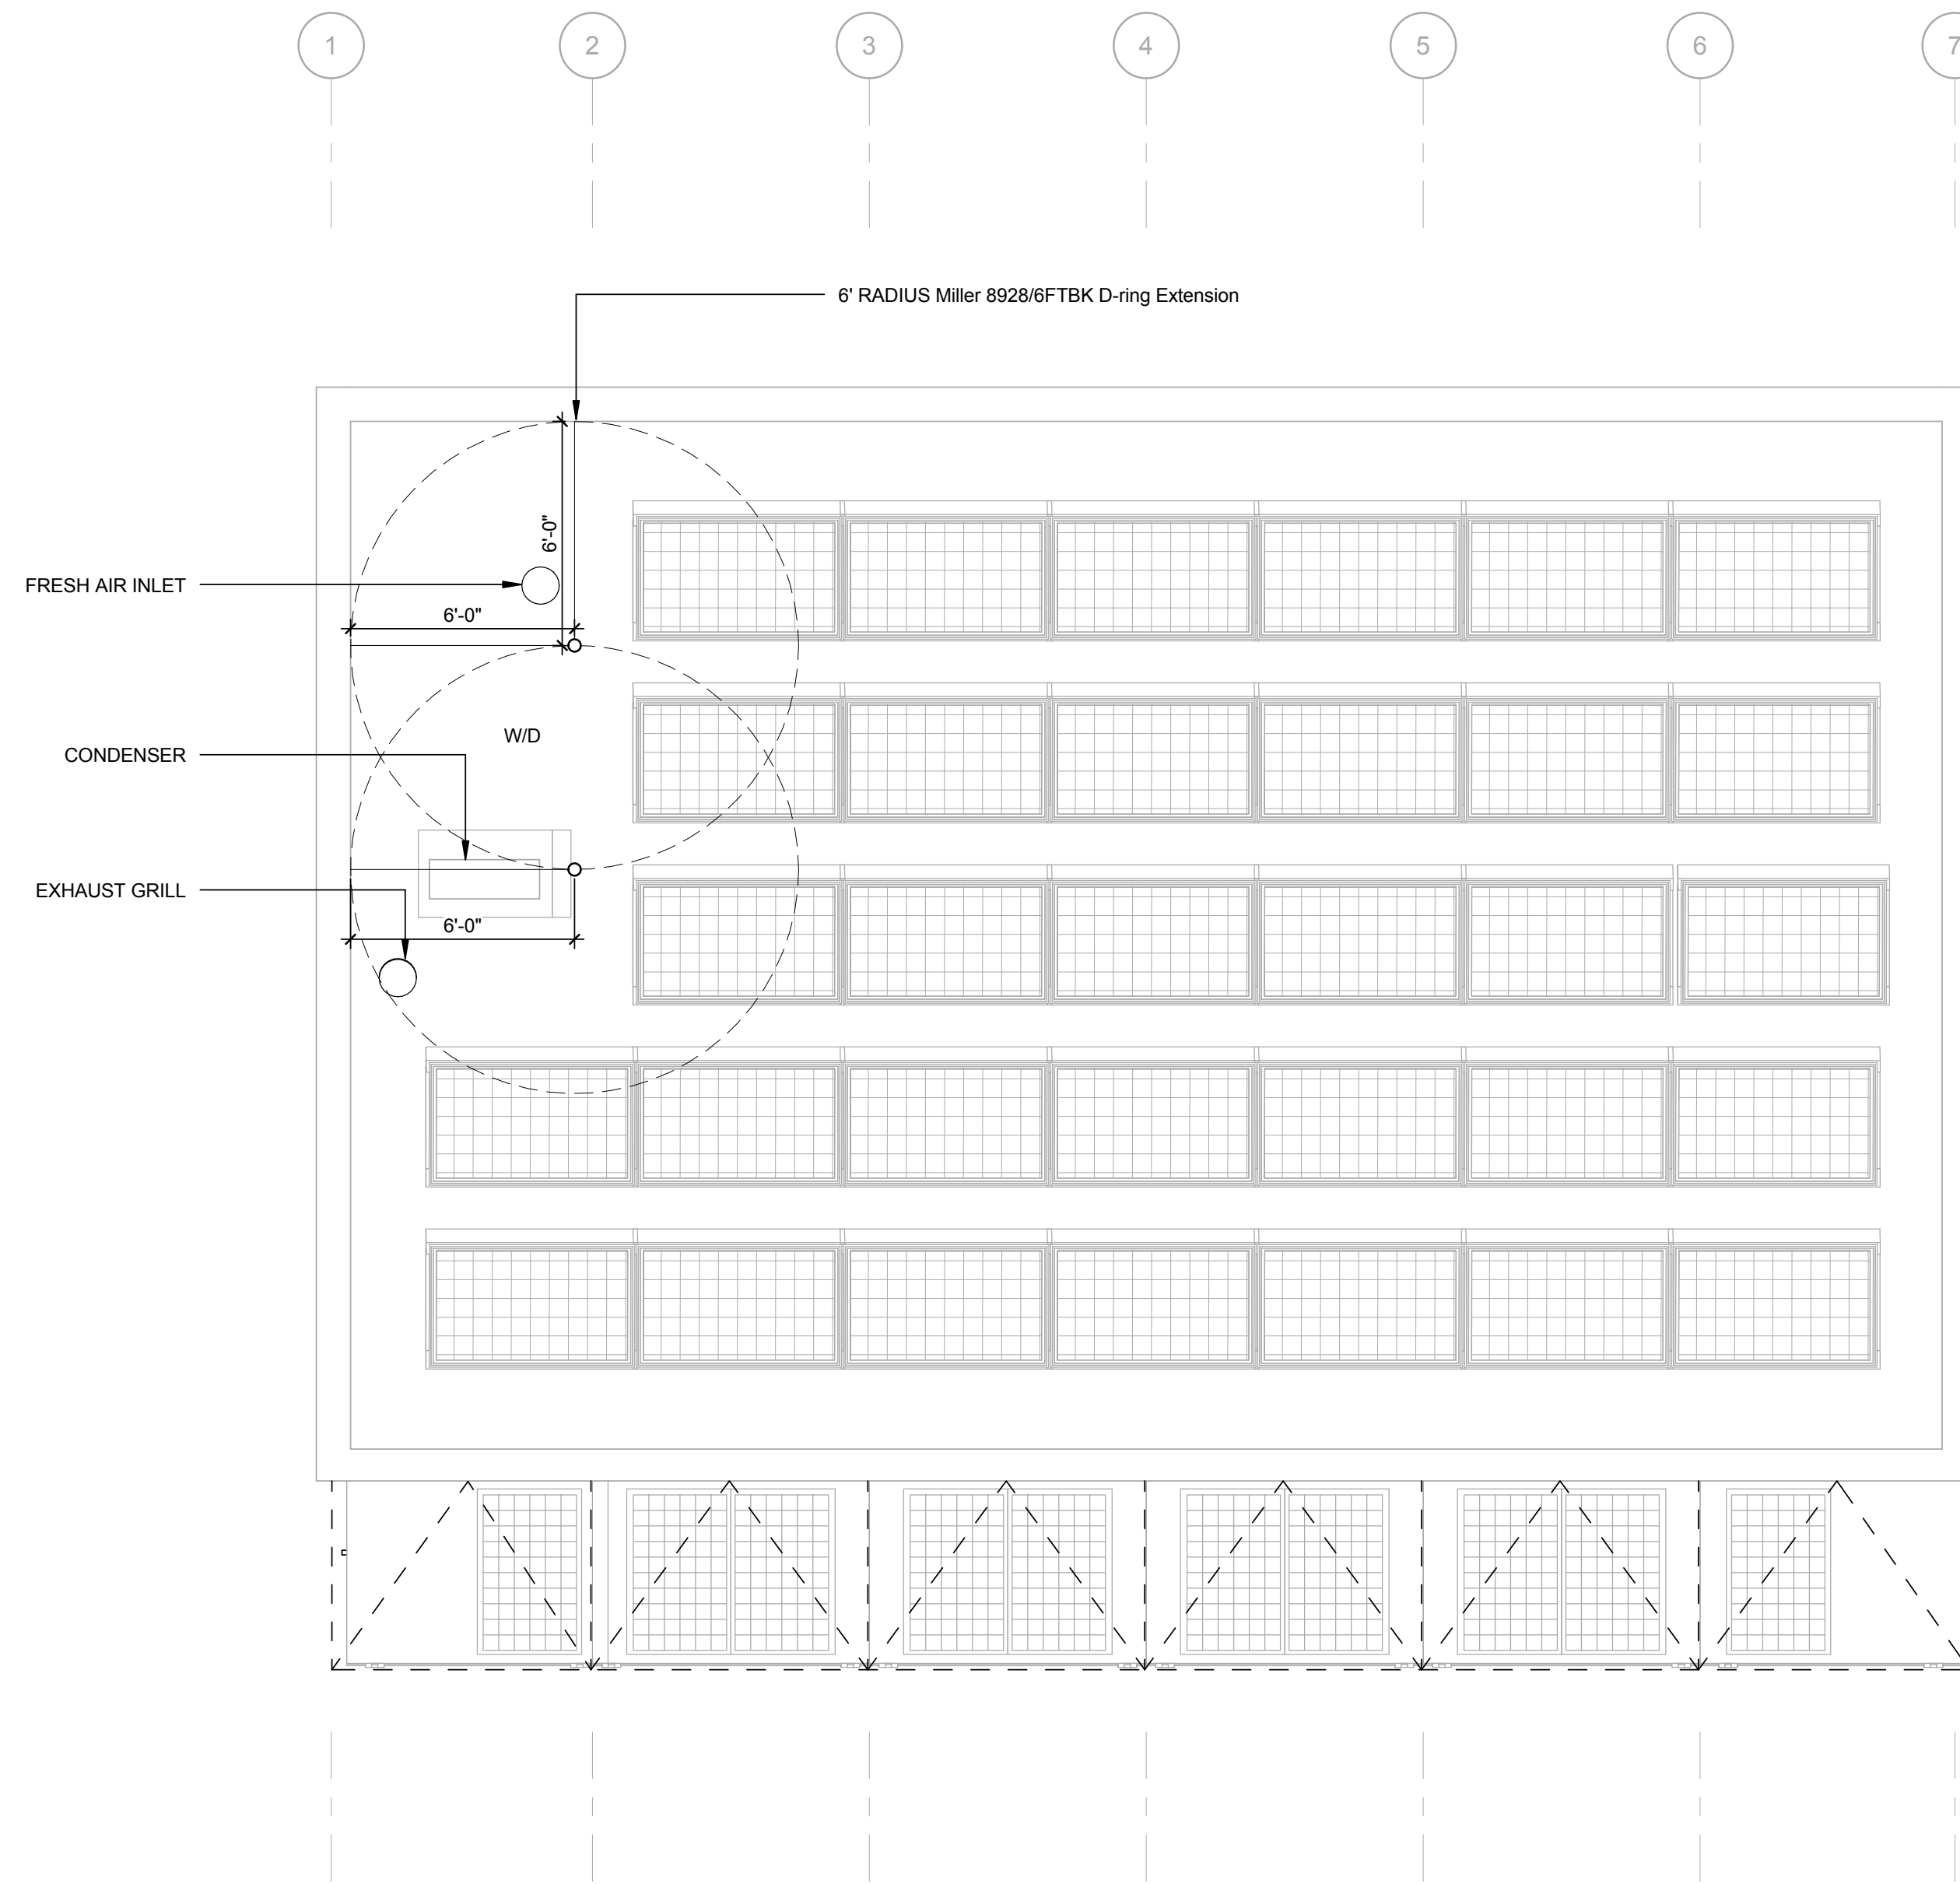 1
2
3
4
5
6
7
6' RADIUS Miller 8928/6FTBK D-ring Extension
6'-0"
FRESH AIR INLET
6'-0"
W/D
CONDENSER
EXHAUST GRILL
6'-0"